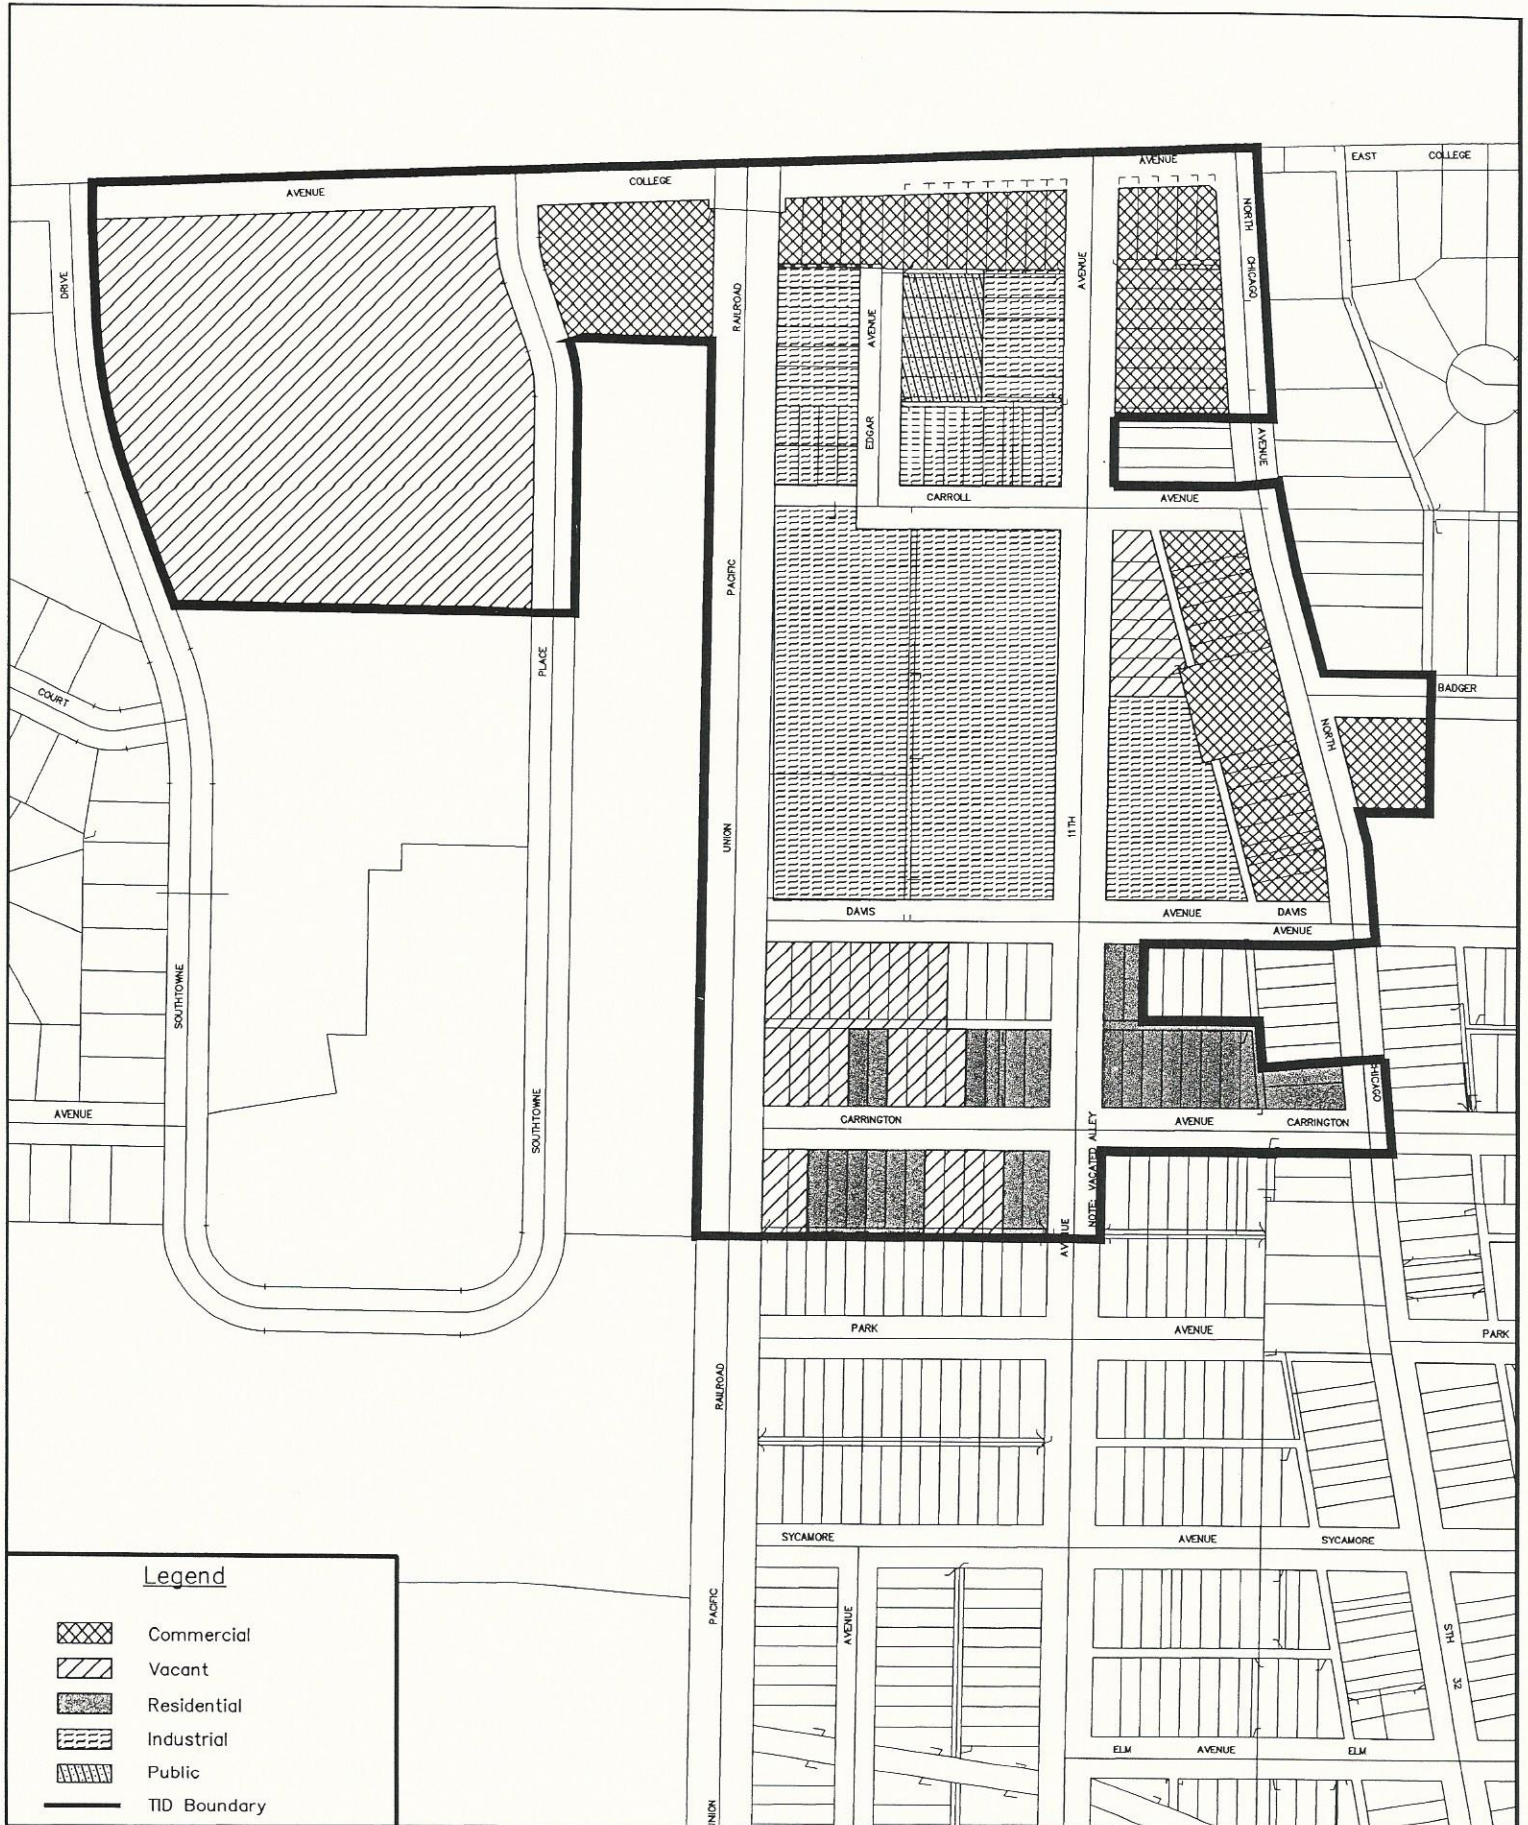 AVENUE
EAST
COLLEGE
AVENUE
COLLEGE
DRIVE
RAILROAD
AVENUE
AVENUE
NORTH
CHICAGO
EDGAR
AVENUE
CARROLL
AVENUE
PACIFIC
PLACE
COURT
BADGER
NORTH
UNION
11TH
DAVIS
AVENUE
DAVIS
AVENUE
SOUTHTOWNE
SOUTHTOWNE
AVENUE
CARRINGTON
AVENUE
CARRINGTON
CHICAGO
NOTE: VACATED ALLEY
AVENUE
PARK
AVENUE
PARK
RAILROAD
SYCAMORE
AVENUE
SYCAMORE
PACIFIC
AVENUE
STH
32
ELM
AVENUE
ELM
UNION
Legend
Commercial
Vacant
Residential
Industrial
Public
TID Boundary